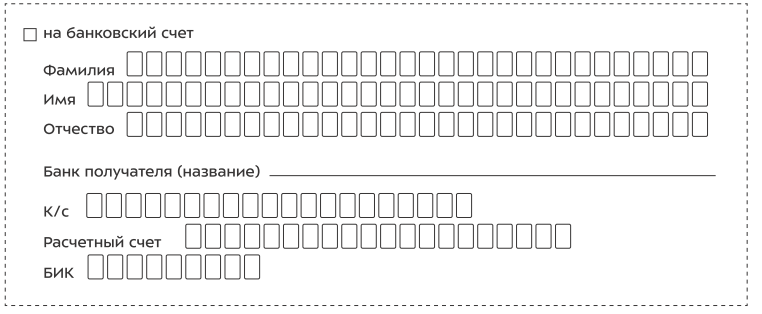 на банковский счет
Фамилия
Имя
Отчество
Банк получателя (название)
К/с
Расчетный счет
БИК